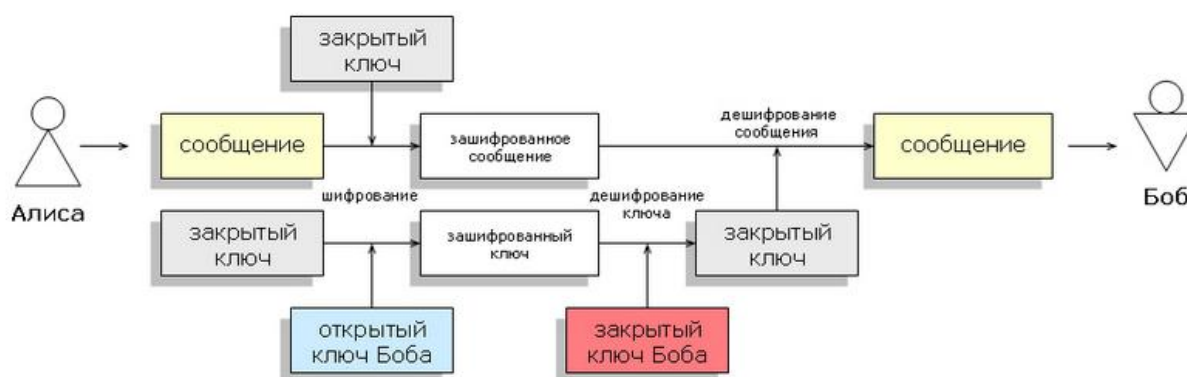 закрытый
ключ
сообщение
зашифрованное
сообщение
дешифрование
сообщения
сообщение
Алиса
Боб
шифрование
дешифрование
ключа
закрытый
ключ
зашифрованный
ключ
закрытый
ключ
открытый
ключ Боба
закрытый
ключ Боба